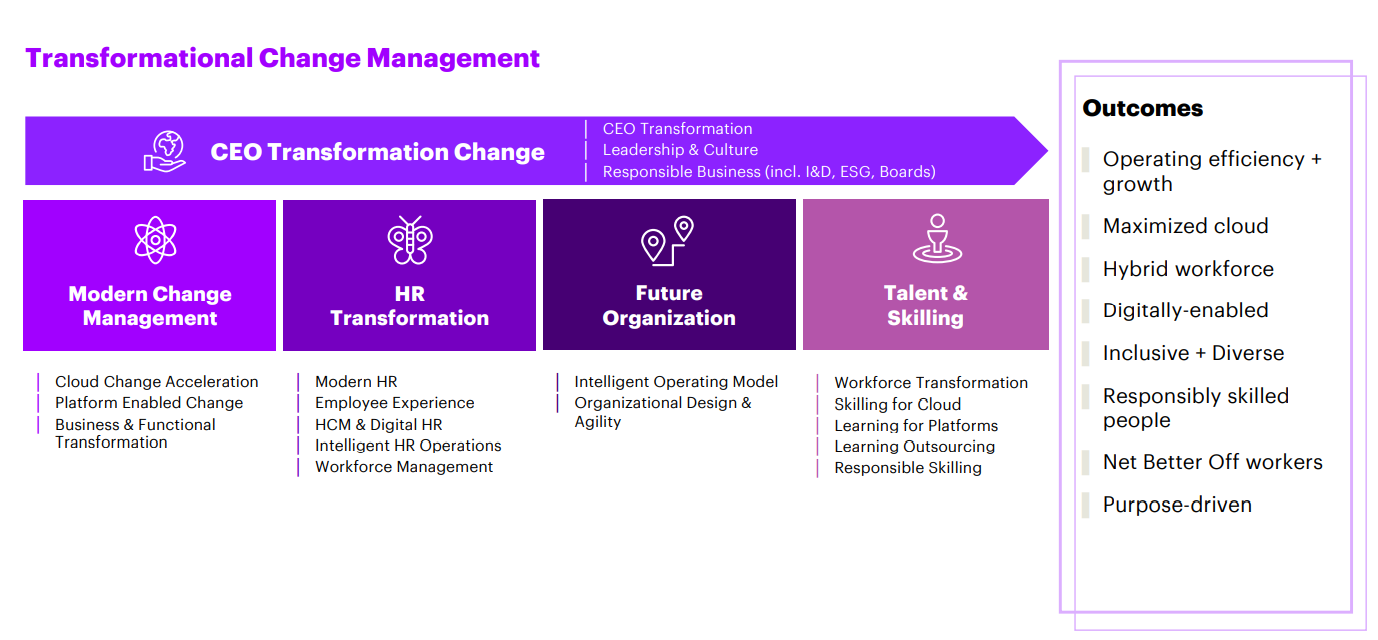 Transformational Change Management
CEO Transformation Change
CEO Transformation
Leadership & Culture
Responsible Business (incl. I&D, ESG, Boards)
Modern Change
Management
Cloud Change Acceleration
Platform Enabled Change
Business & Functional
Transformation
HR
Transformation
Modern HR
Employee Experience
HCM & Digital HR
Intelligent HR Operations
Workforce Management
Future
Organization
Intelligent Operating Model
Organizational Design &
Agility
Talent &
Skilling
Workforce Transformation
Skilling for Cloud
Learning for Platforms
Learning Outsourcing
Responsible Skilling
Outcomes
Operating efficiency +
growth
Maximized cloud
Hybrid workforce
Digitally-enabled
Inclusive + Diverse
Responsibly skilled
people
Net Better Off workers
Purpose-driven